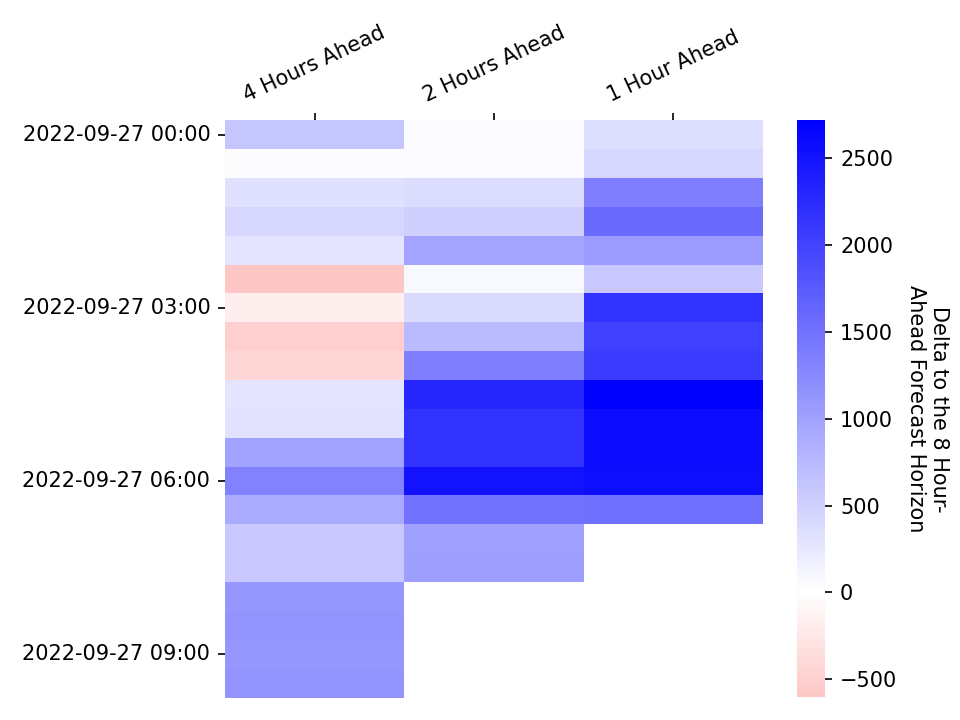 4 Hours Ahead
2 Hours Ahead
1 Hour Ahead
2022-09-27 00:00
2022-09-27 03:00
2022-09-27 06:00
2022-09-27 09:00
2500
2000
1500
1000
500
0
−500
Delta to the 8 Hour-
Ahead Forecast Horizon